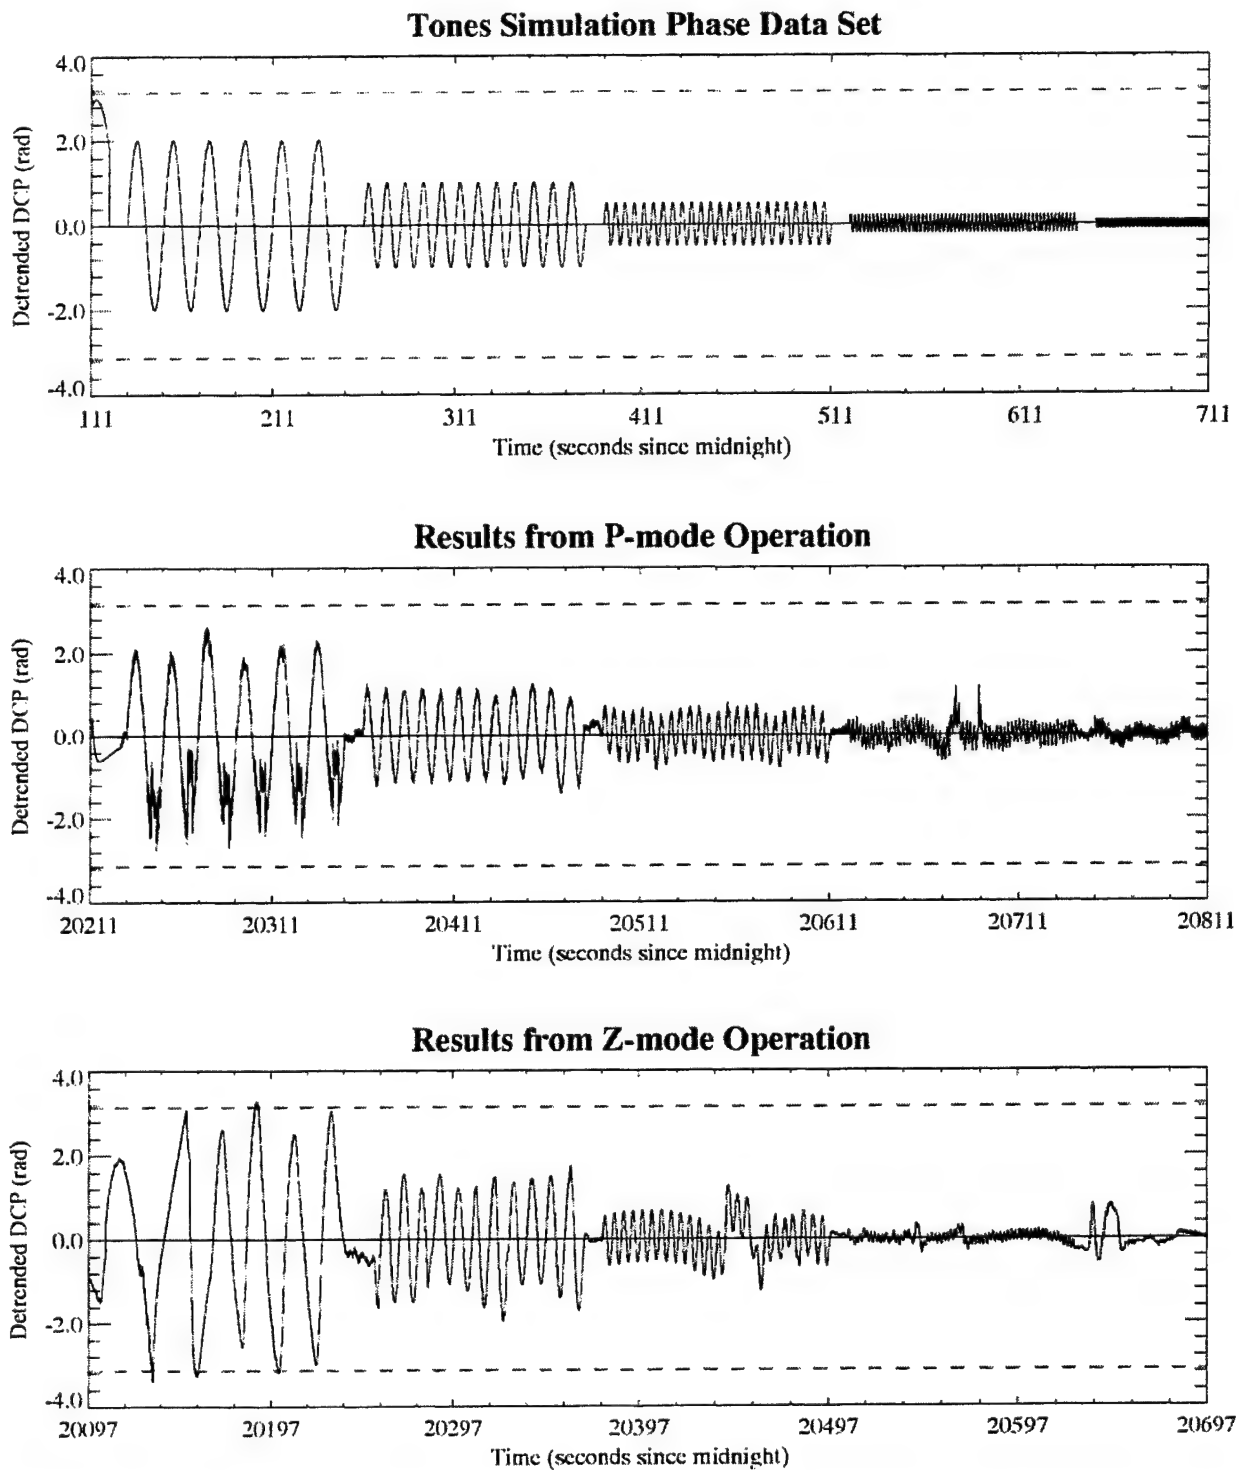 Tones Simulation Phase Data Set
4.0
2.0
0.0
-2.0
-4.0
Detrended DCP (rad)
111 211 311 411 511 611 711
Time (seconds since midnight)
Results from P-mode Operation
4.0
2.0
0.0
-2.0
-4.0
Detrended DCP (rad)
20211 20311 20411 20511 20611 20711 20811
Time (seconds since midnight)
Results from Z-mode Operation
4.0
2.0
0.0
-2.0
-4.0
Detrended DCP (rad)
20097 20197 20297 20397 20497 20597 20697
Time (seconds since midnight)